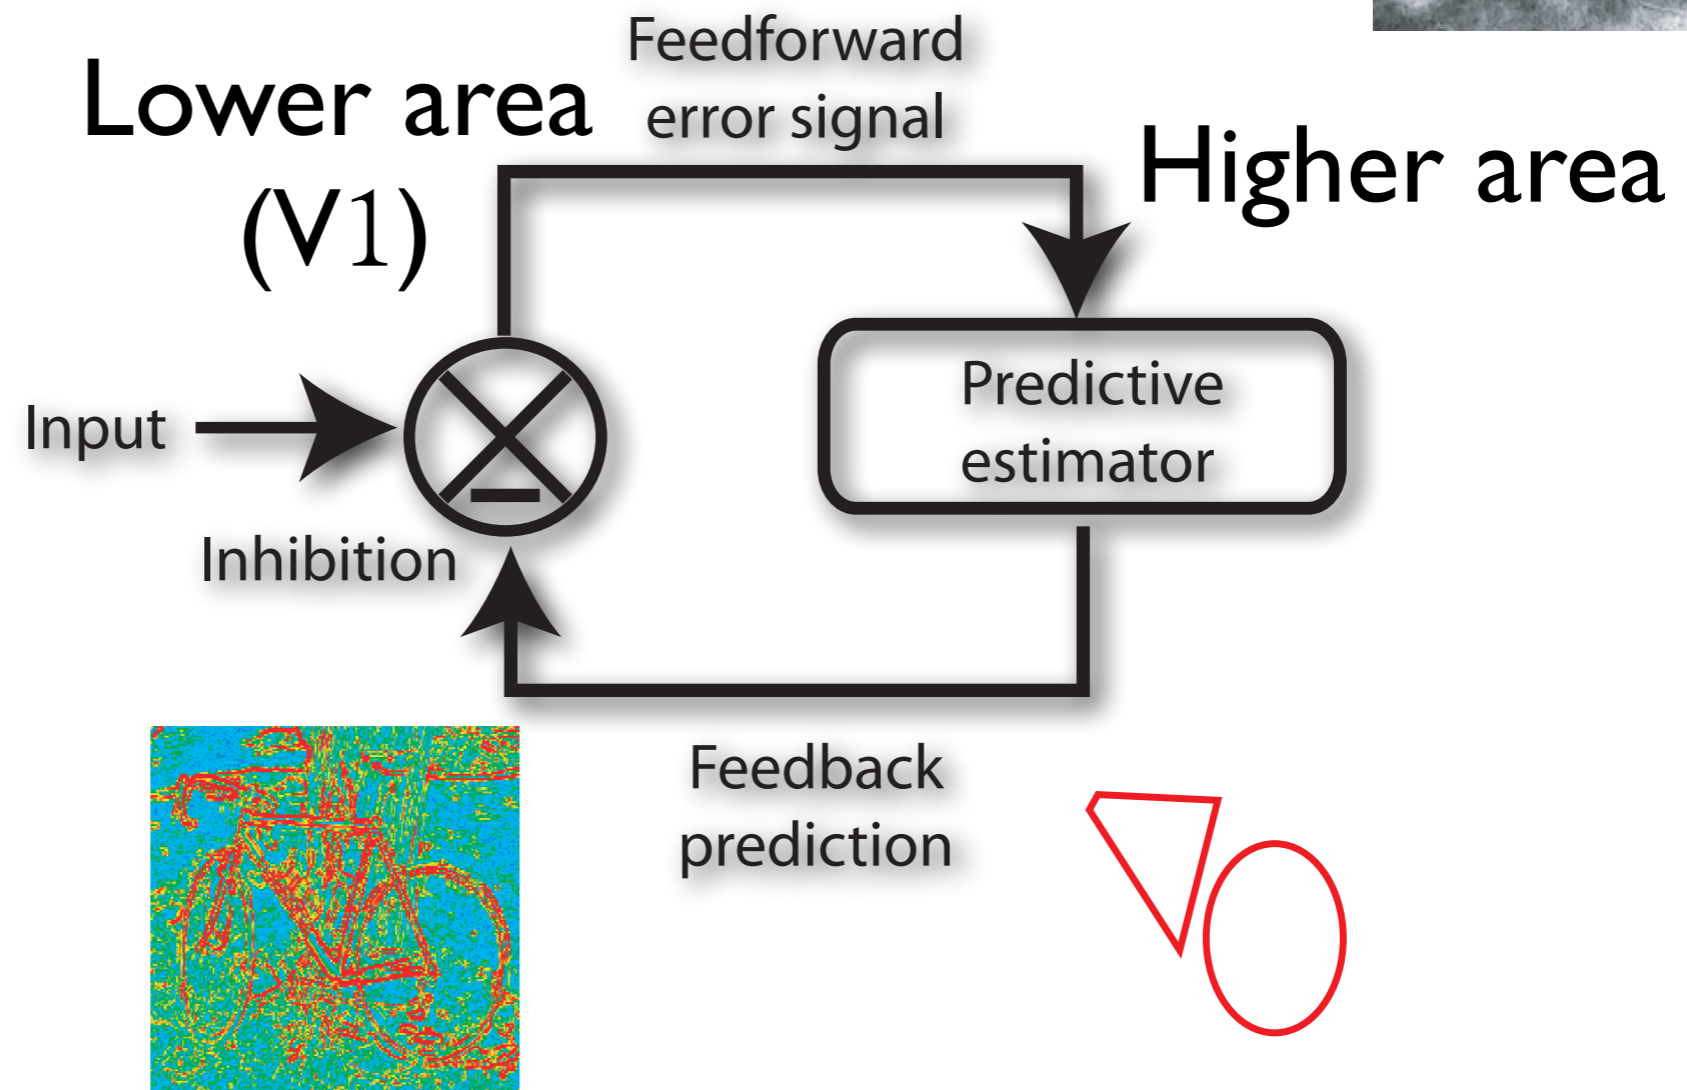 Feedforward
error signal
Lower area
(V1)
Higher area
Input
Predictive
estimator
Inhibition
Feedback
prediction